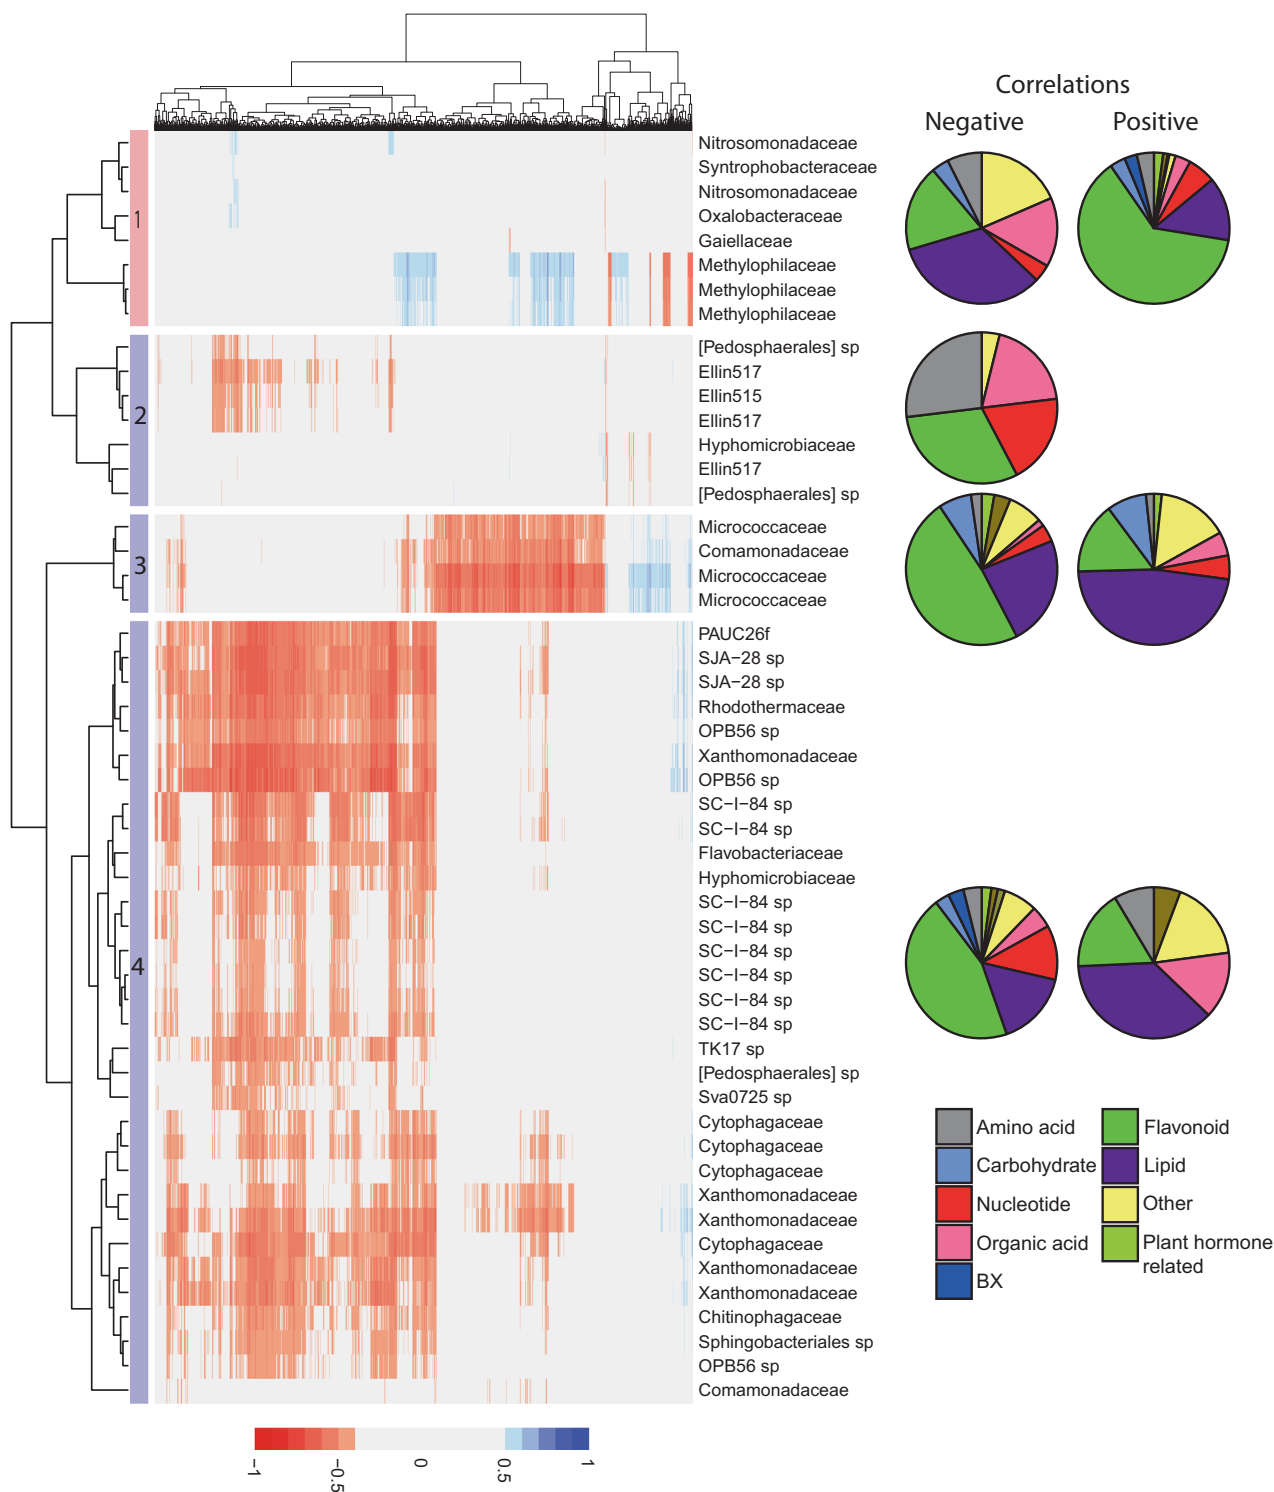 Correlations
Negative Positive
1
Nitrosomonadaceae
Syntrophobacteraceae
Nitrosomonadaceae
Oxalobacteraceae
Gaiellaceae
Methylophilaceae
Methylophilaceae
Methylophilaceae
2
[Pedosphaerales] sp
Ellin517
Ellin515
Ellin517
Hyphomicrobiaceae
Ellin517
[Pedosphaerales] sp
3
Micrococcaceae
Comamonadaceae
Micrococcaceae
Micrococcaceae
4
PAUC26f
SJA−28 sp
SJA−28 sp
Rhodothermaceae
OPB56 sp
Xanthomonadaceae
OPB56 sp
SC−I−84 sp
SC−I−84 sp
Flavobacteriaceae
Hyphomicrobiaceae
SC−I−84 sp
SC−I−84 sp
SC−I−84 sp
SC−I−84 sp
SC−I−84 sp
SC−I−84 sp
TK17 sp
[Pedosphaerales] sp
Sva0725 sp
Cytophagaceae
Cytophagaceae
Cytophagaceae
Xanthomonadaceae
Xanthomonadaceae
Cytophagaceae
Xanthomonadaceae
Xanthomonadaceae
Chitinophagaceae
Sphingobacteriales sp
OPB56 sp
Comamonadaceae
Amino acid
Carbohydrate
Nucleotide
Organic acid
BX
Flavonoid
Lipid
Other
Plant hormone
related
−1 −0.5 0 0.5 1